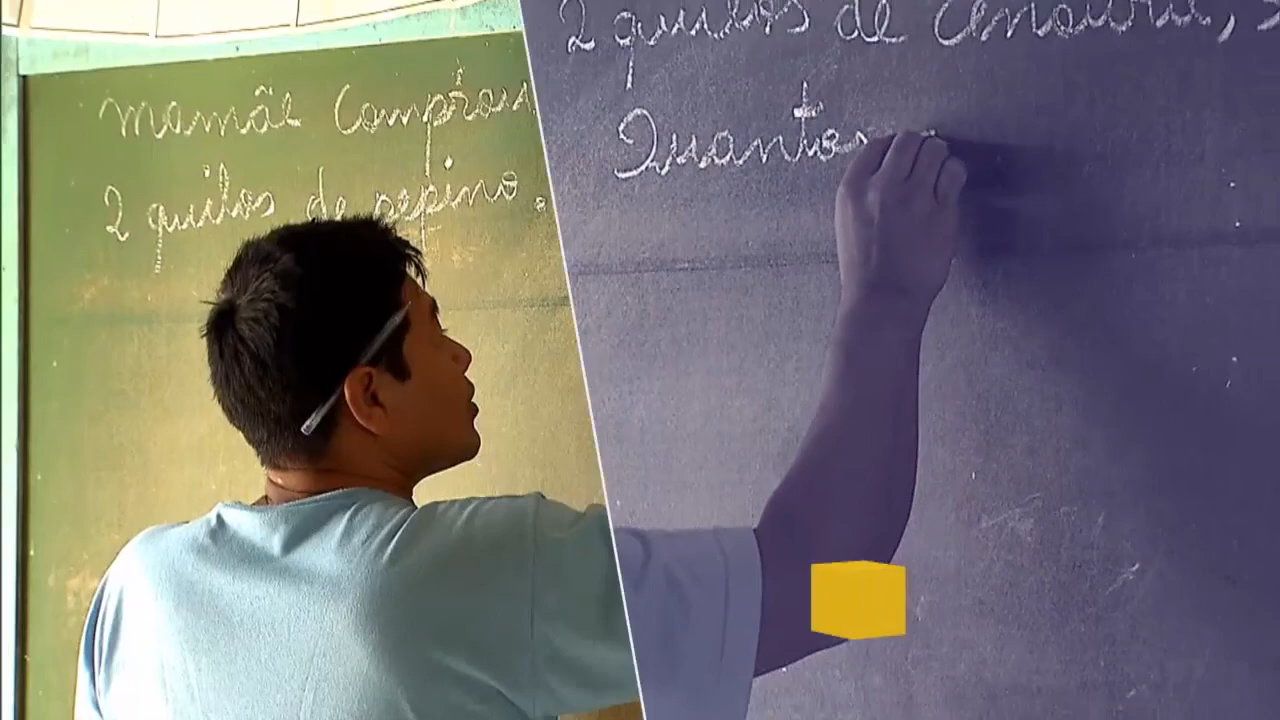 mamãe comprou
2 quilos de cenoura,
2 quilos de pepino.
Quantos